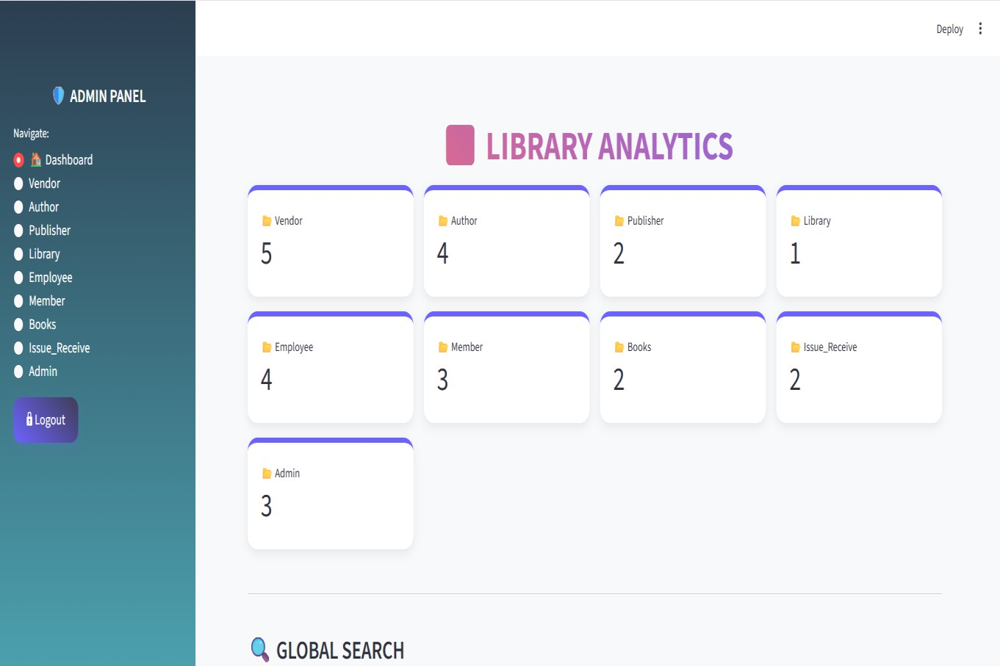 Deploy
ADMIN PANEL
Navigate:
Dashboard
Vendor
Author
Publisher
Library
Employee
Member
Books
Issue_Receive
Admin
Logout
LIBRARY ANALYTICS
Vendor
5
Author
4
Publisher
2
Library
1
Employee
4
Member
3
Books
2
Issue_Receive
2
Admin
3
GLOBAL SEARCH